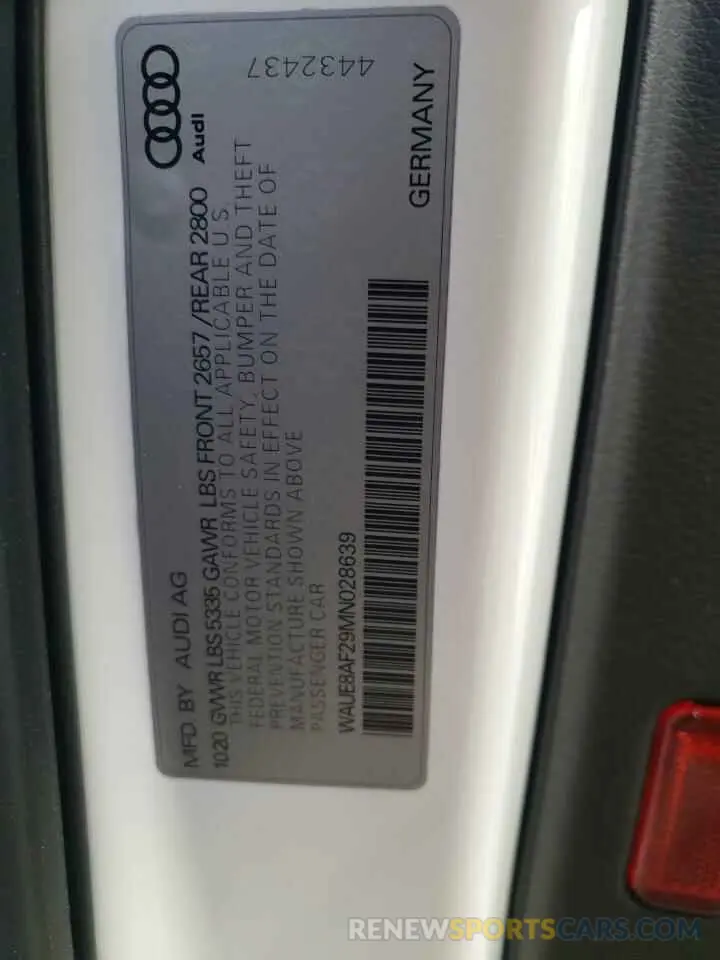 MFD BY AUDI AG
10.20 GVWR LBS 5335 GAWR LBS FRONT 2657 / REAR 2800
THIS VEHICLE CONFORMS TO ALL APPLICABLE U S.
FEDERAL MOTOR VEHICLE SAFETY, BUMPER AND THEFT
PREVENTION STANDARDS IN EFFECT ON THE DATE OF
MANUFACTURE SHOWN ABOVE
PASSENGER CAR
WAUE8AF29MN028639
Audi
4432437
GERMANY
RENEWSPORTSCARS.COM